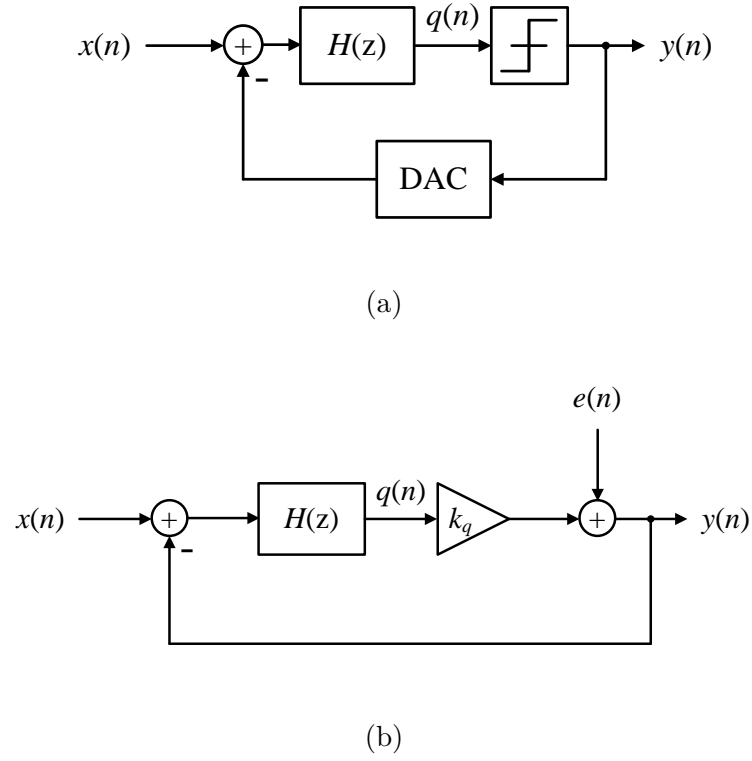 x(n) + H(z) q(n) y(n)
-
DAC
(a)
e(n)
x(n) + H(z) q(n) k_q + y(n)
-
(b)